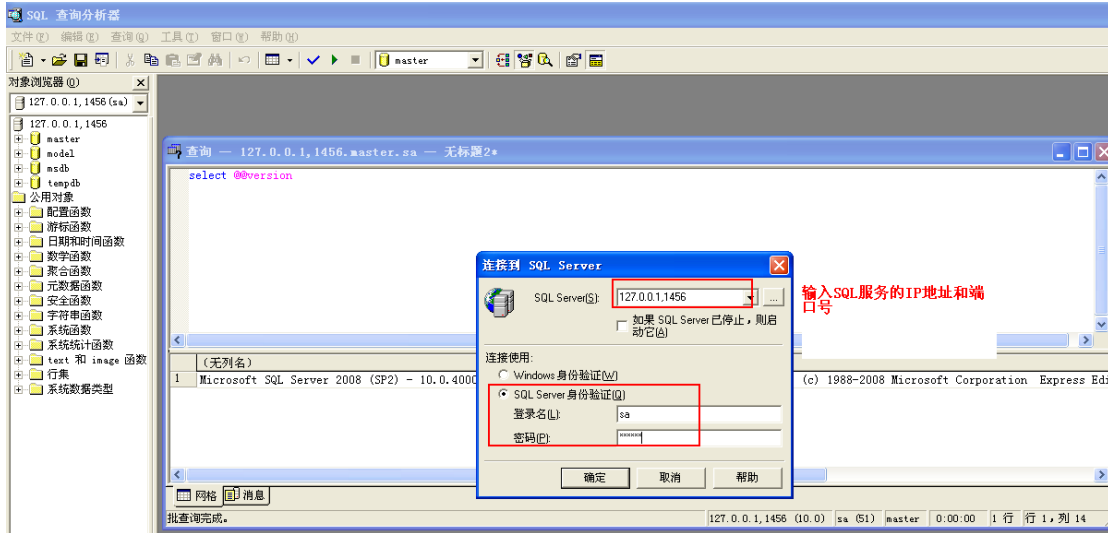 SQL 查询分析器
文件(F) 编辑(E) 查询(Q) 工具(T) 窗口(W) 帮助(H)
master
对象浏览器(O)
127.0.0.1,1456(sa)
127.0.0.1,1456
master
model
msdb
tempdb
公用对象
配置函数
游标函数
日期和时间函数
数学函数
聚合函数
元数据函数
安全函数
字符串函数
系统函数
系统统计函数
text 和 image 函数
行集
系统数据类型
查询 — 127.0.0.1,1456.master.sa — 无标题2*
select @@version
连接到 SQL Server
SQL Server(S): 127.0.0.1,1456 ...
如果 SQL Server 已停止，则启
动它(A)
连接使用:
Windows 身份验证(W)
SQL Server 身份验证(Q)
登录名(L): sa
密码(P): ******
确定 取消 帮助
输入SQL服务的IP地址和端
口号
(无列名)
1 Microsoft SQL Server 2008 (SP2) - 10.0.4000 (c) 1988-2008 Microsoft Corporation Express Edi
网格 消息
批查询完成。 127.0.0.1,1456 (10.0) sa (51) master 0:00:00 1 行 行 1，列 14